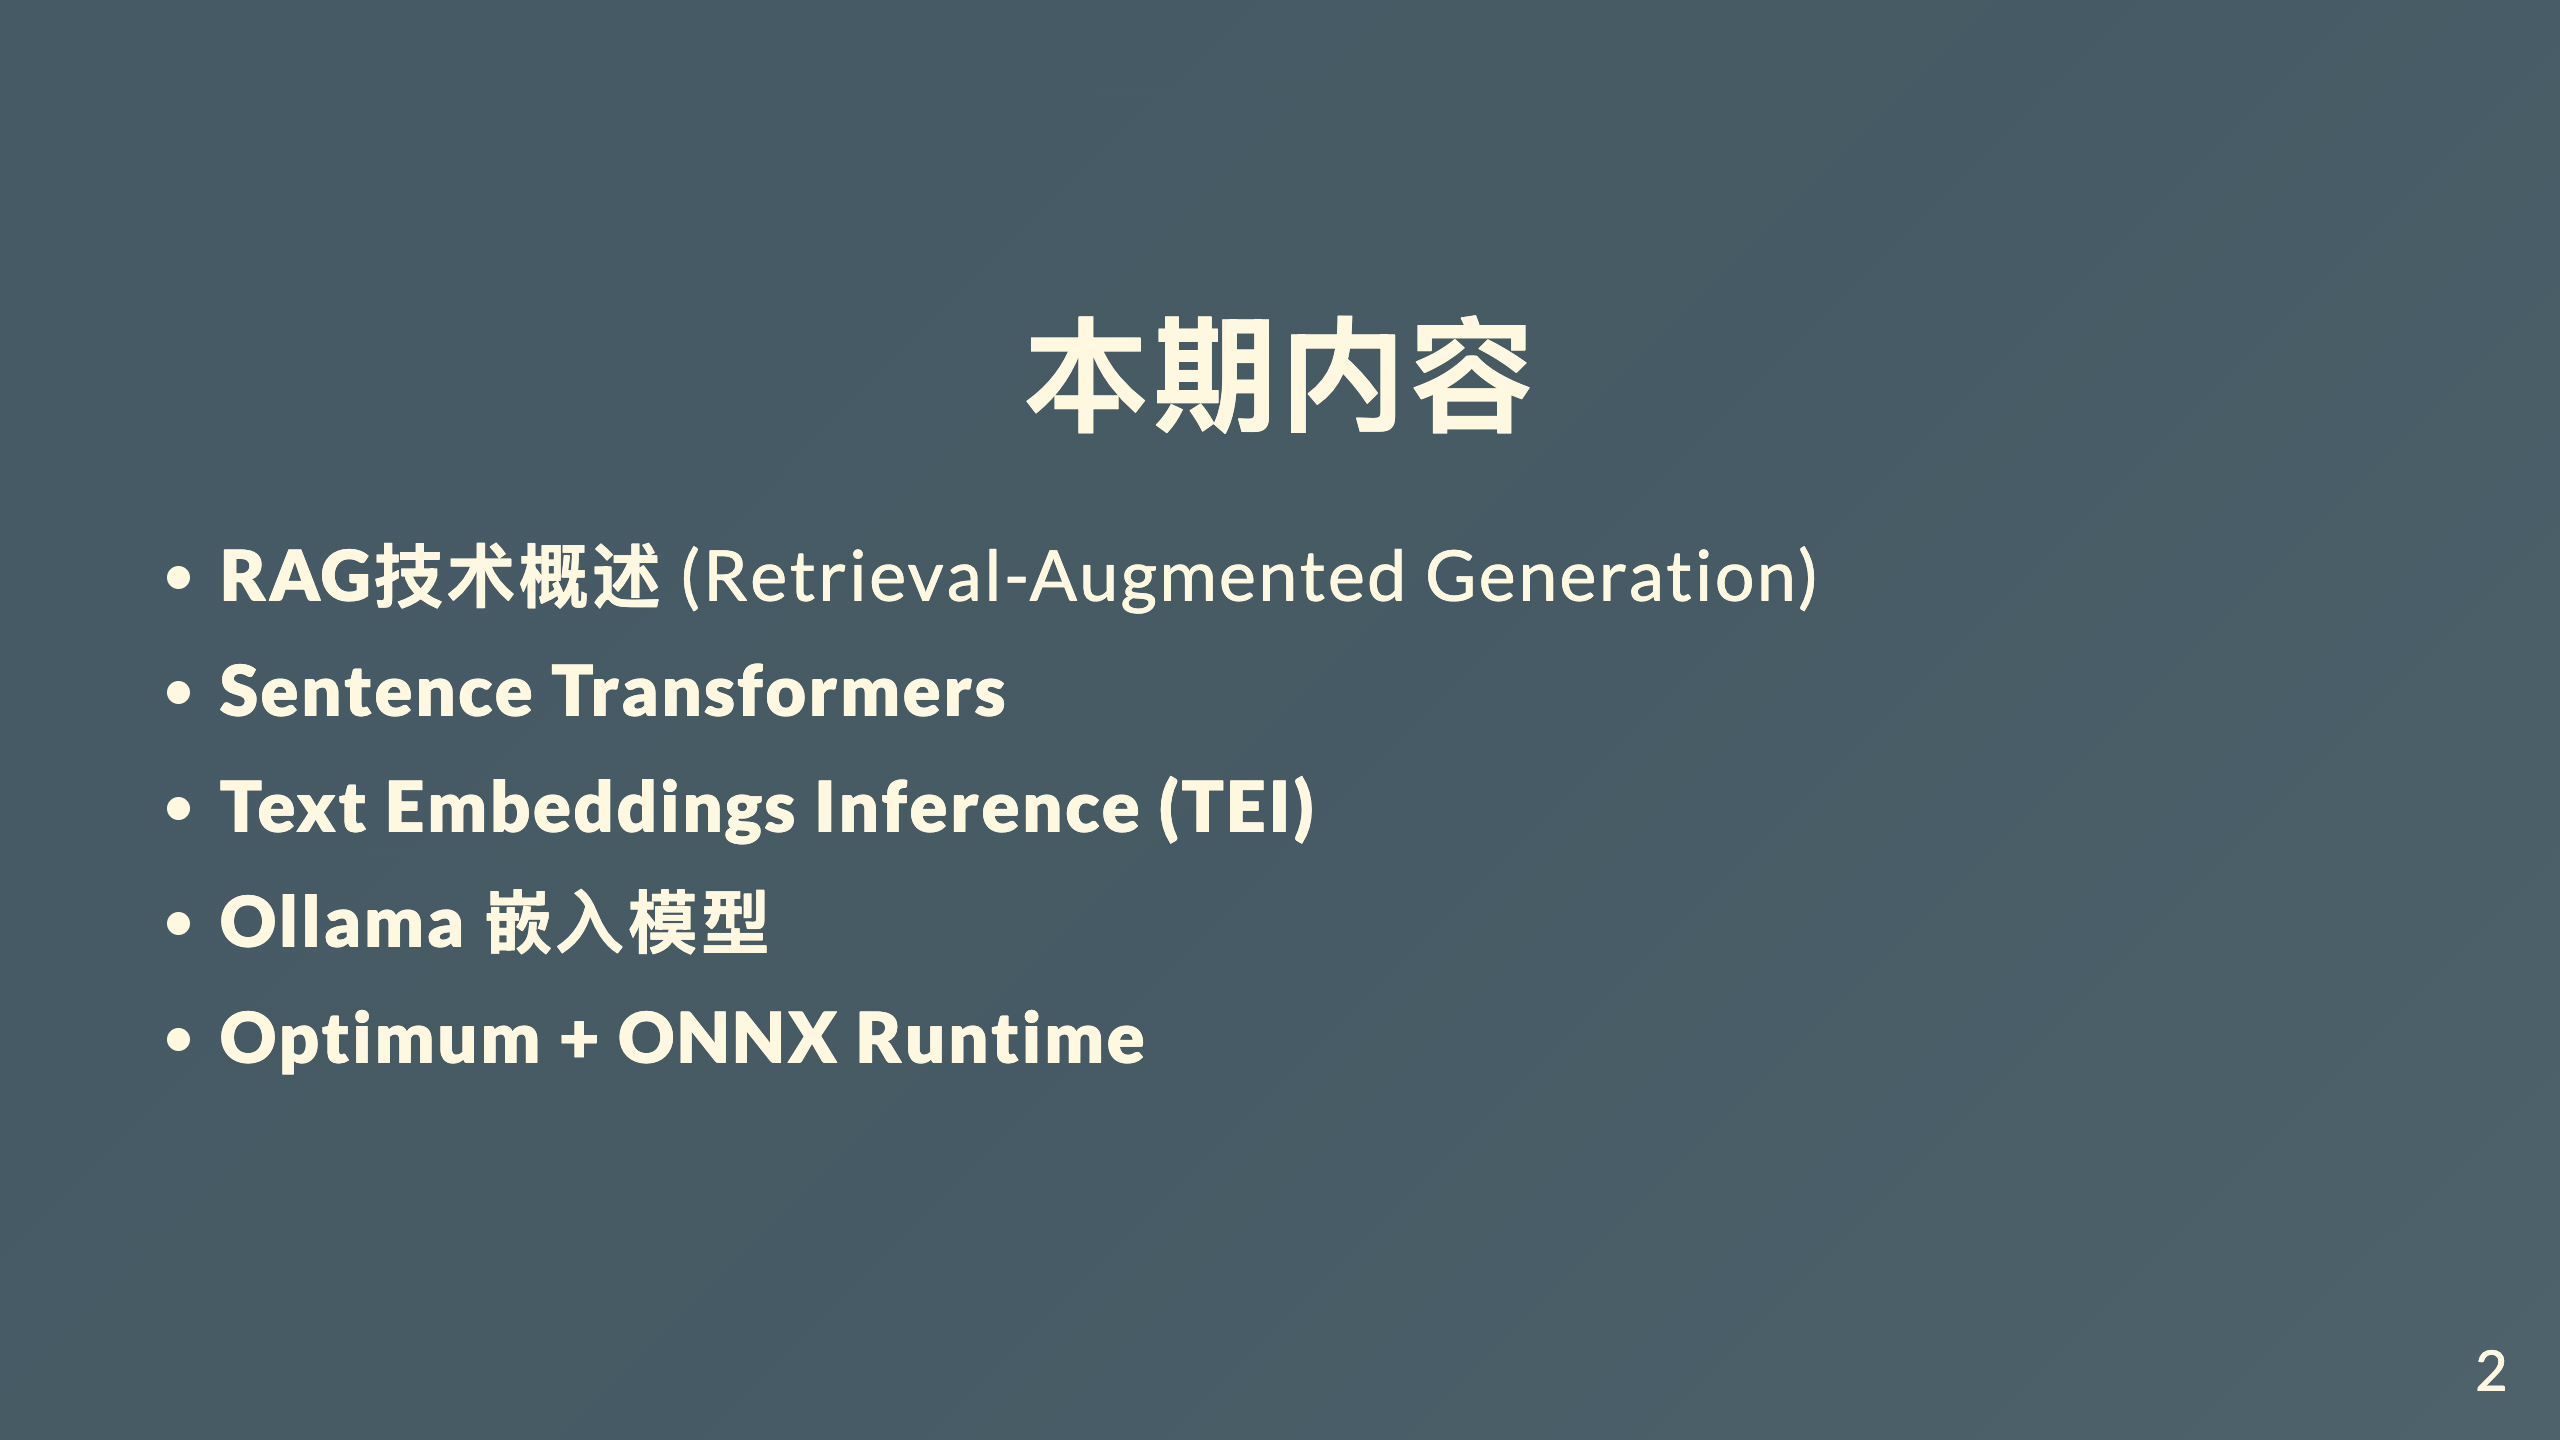 本期内容
• RAG技术概述 (Retrieval-Augmented Generation)
• Sentence Transformers
• Text Embeddings Inference (TEI)
• Ollama 嵌入模型
• Optimum + ONNX Runtime
2